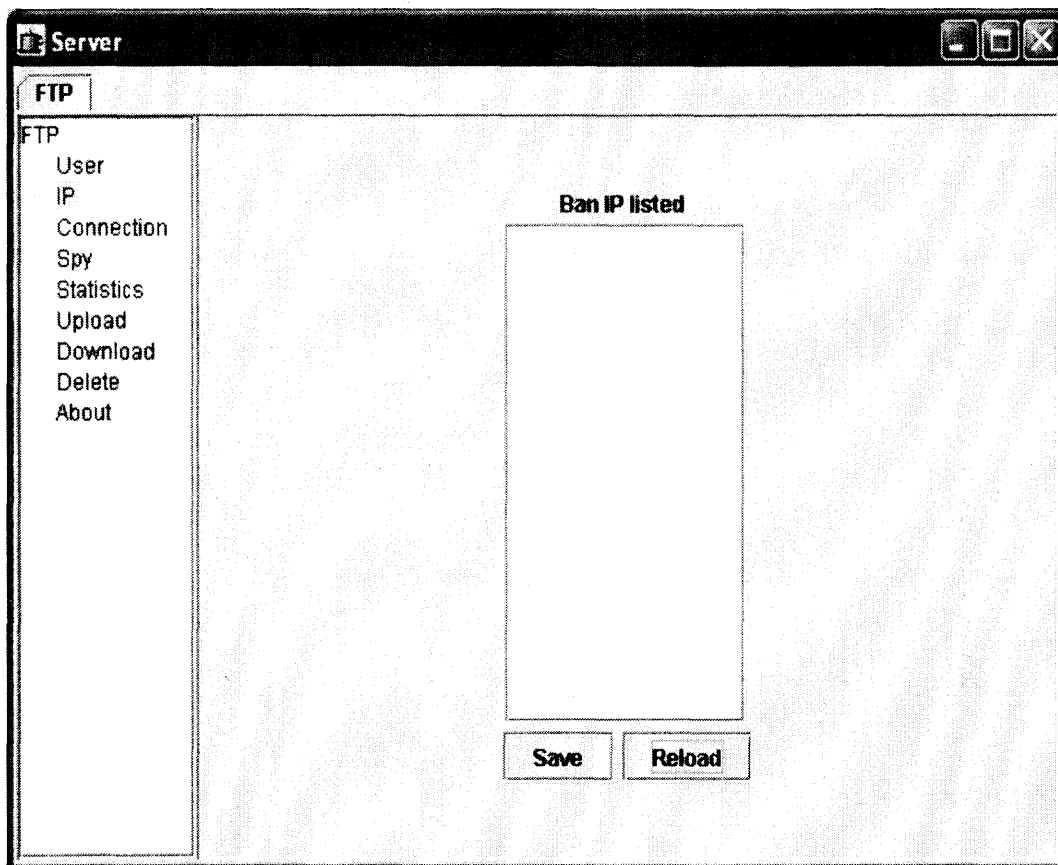 Server
FTP
FTP
User
IP
Connection
Spy
Statistics
Upload
Download
Delete
About
Ban IP listed
Save
Reload